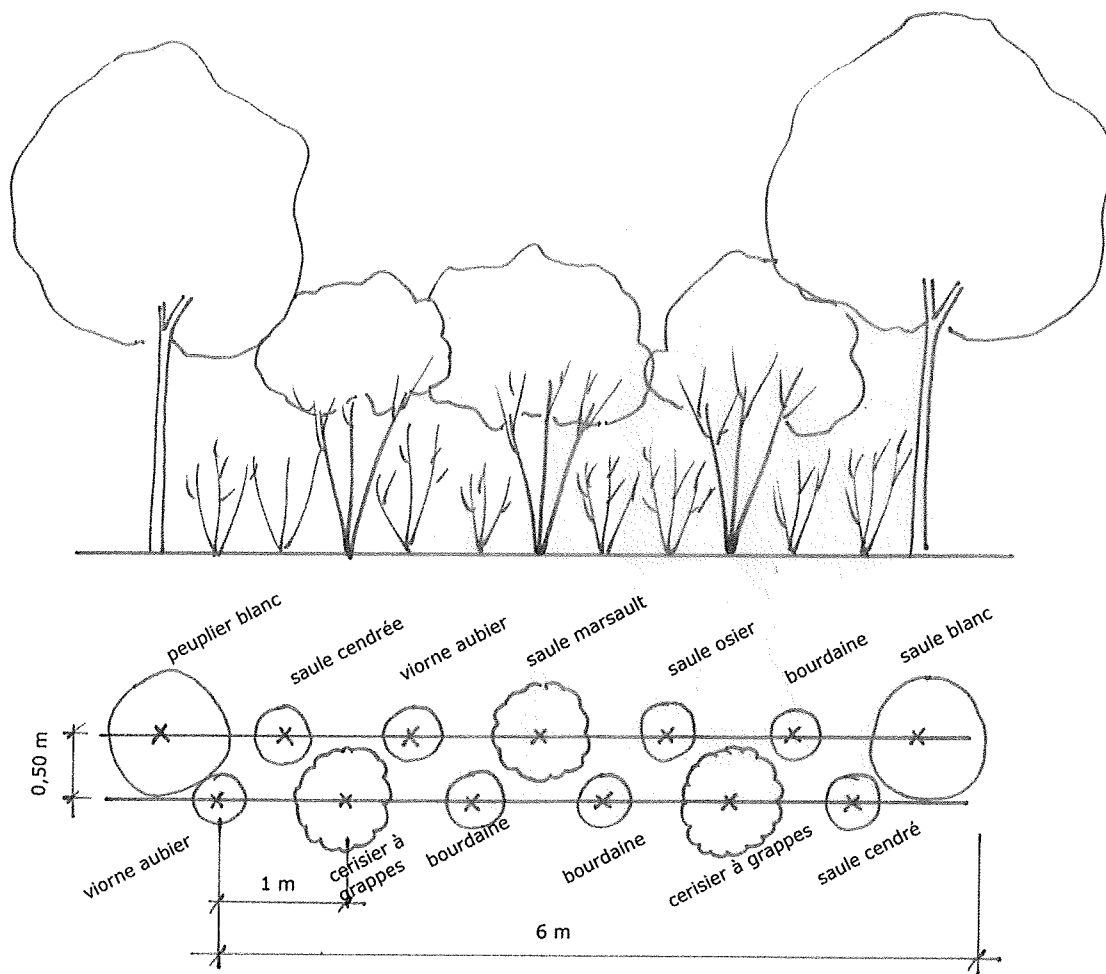 peuplier blanc
saule cendrée
viorne aubier
saule marsault
saule osier
bourdaine
saule blanc
0,50 m
viorne aubier
cerisier à
grappes
bourdaine
bourdaine
cerisier à grappes
saule cendré
1 m
6 m